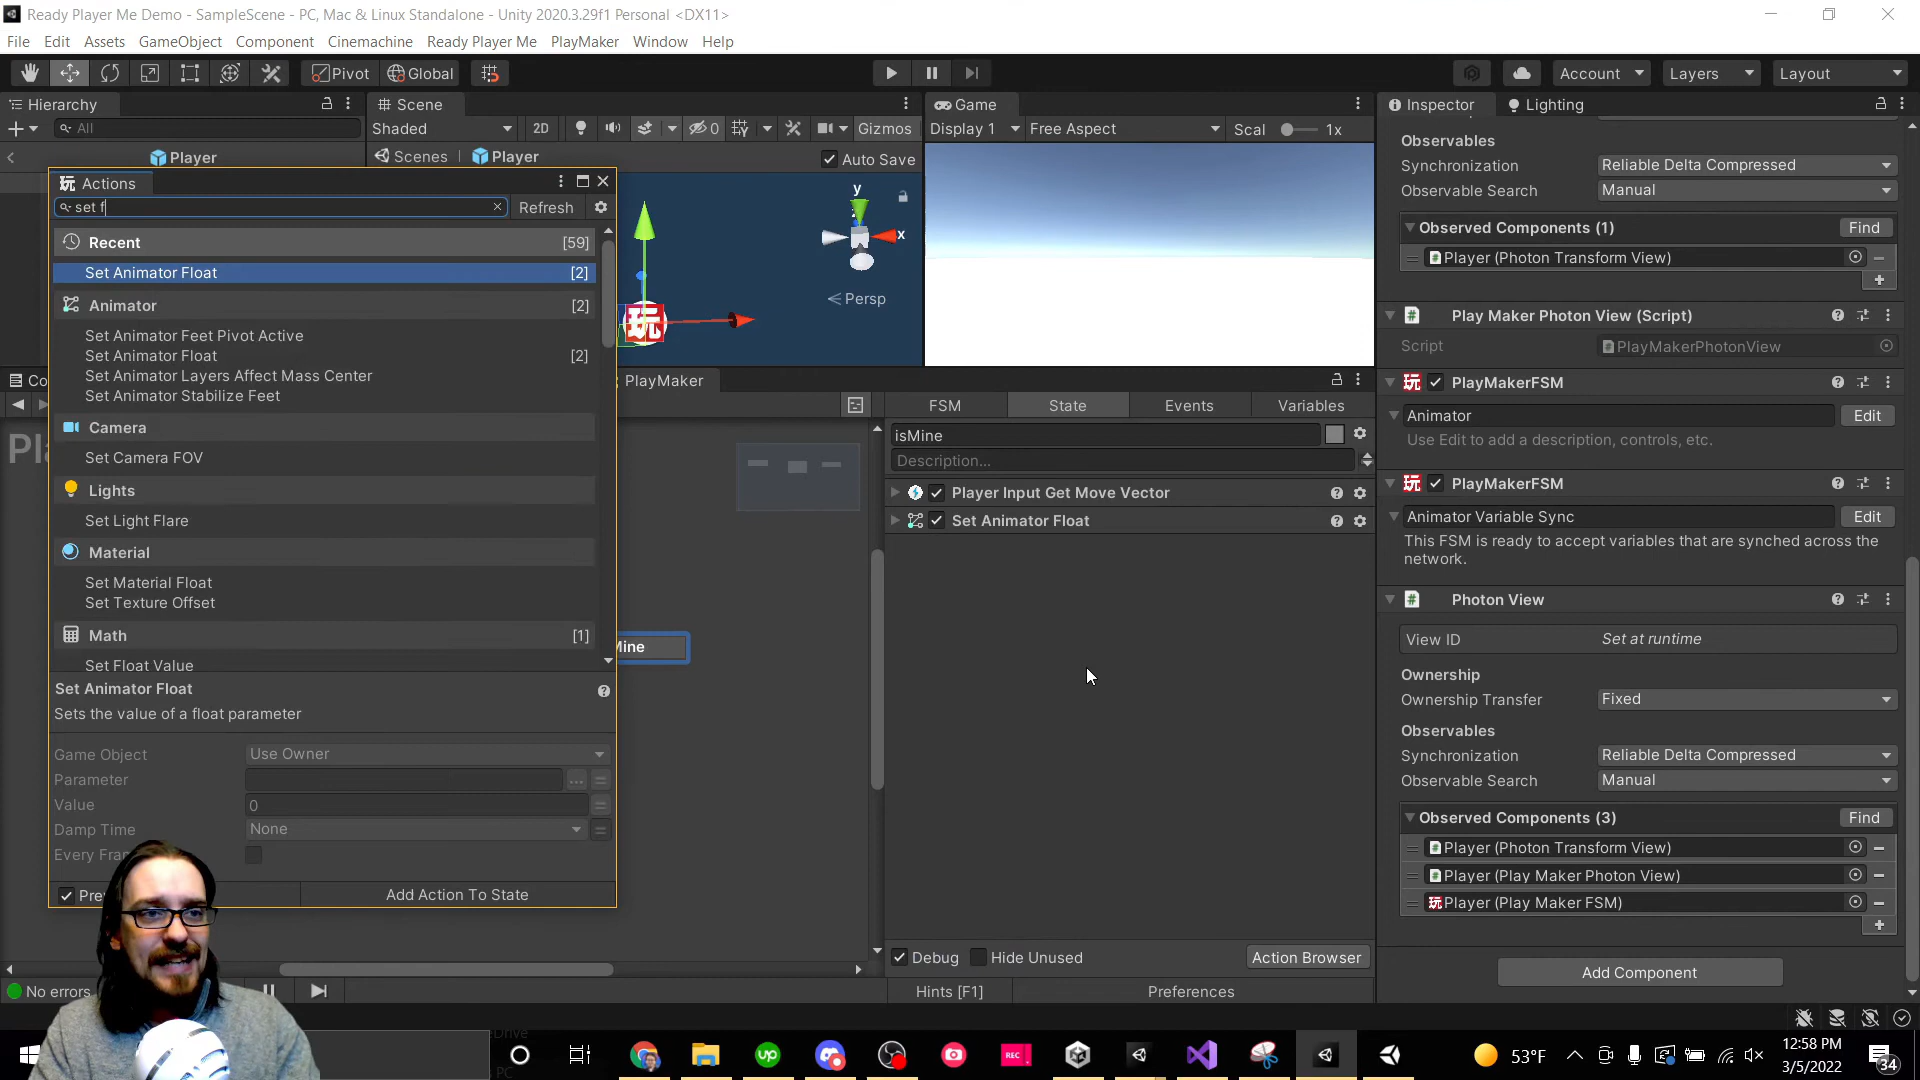 Ready Player Me Demo - SampleScene - PC, Mac & Linux Standalone - Unity 2020.3.29f1 Personal <DX11>
File Edit Assets GameObject Component Cinemachine Ready Player Me PlayMaker Window Help
Pivot Global Account Layers Layout
Hierarchy Scene Game Inspector Lighting
All Shaded 2D 0 Gizmos Display 1 Free Aspect Scal 1x
Player Scenes Player Auto Save
Actions
set f Refresh
Recent [59]
Set Animator Float [2]
Animator [2]
Set Animator Feet Pivot Active
Set Animator Float [2]
Set Animator Layers Affect Mass Center
Set Animator Stabilize Feet
Camera
Set Camera FOV
Lights
Set Light Flare
Material
Set Material Float
Set Texture Offset
Math [1]
Set Float Value
Set Animator Float
Sets the value of a float parameter
Game Object Use Owner
Parameter
Value 0
Damp Time None
Every Fra
Pre
Add Action To State
y
x
Persp
玩
Co
Pla
Mine
PlayMaker
FSM State Events Variables
isMine
Description...
Player Input Get Move Vector
Set Animator Float
Debug Hide Unused Action Browser
No errors Hints [F1] Preferences
Observables
Synchronization Reliable Delta Compressed
Observable Search Manual
Observed Components (1) Find
Player (Photon Transform View)
Play Maker Photon View (Script)
Script PlayMakerPhotonView
PlayMakerFSM
Animator Edit
Use Edit to add a description, controls, etc.
PlayMakerFSM
Animator Variable Sync Edit
This FSM is ready to accept variables that are synched across the
network.
Photon View
View ID Set at runtime
Ownership
Ownership Transfer Fixed
Observables
Synchronization Reliable Delta Compressed
Observable Search Manual
Observed Components (3) Find
Player (Photon Transform View)
Player (Play Maker Photon View)
Player (Play Maker FSM)
Add Component
up REC 53°F 12:58 PM
3/5/2022
34